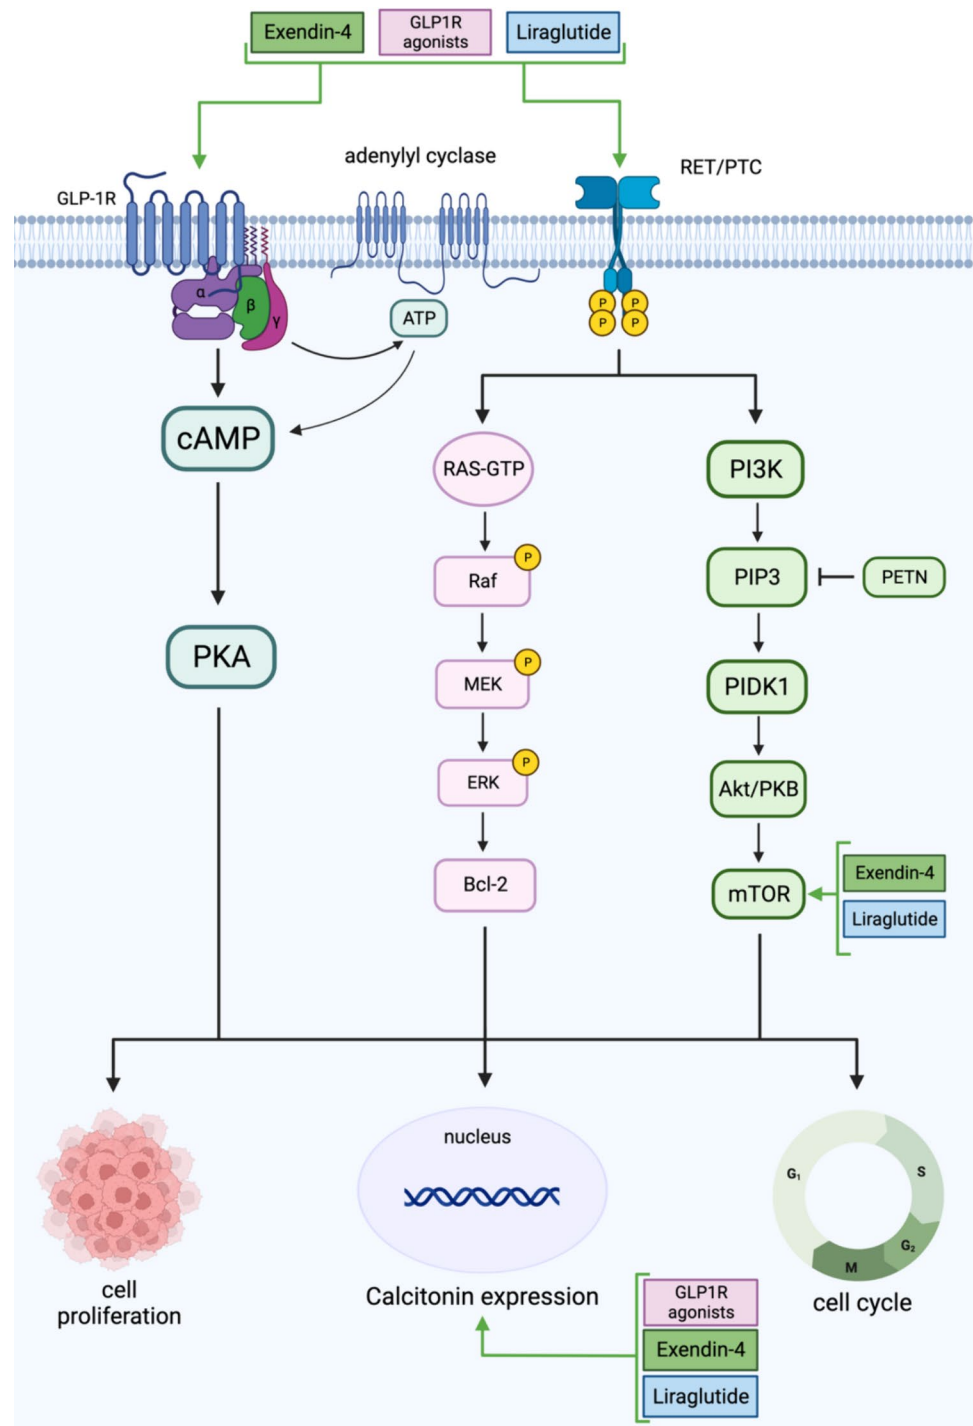 Exendin-4
GLP1R
agonists
Liraglutide
adenylyl cyclase
RET/PTC
GLP-1R
α
β
γ
ATP
P
P
P
P
cAMP
RAS-GTP
PI3K
P
Raf
PIP3
PETN
PKA
P
MEK
PIDK1
P
ERK
Akt/PKB
Bcl-2
mTOR
Exendin-4
Liraglutide
nucleus
G₁
S
G₂
M
cell
proliferation
Calcitonin expression
cell cycle
GLP1R
agonists
Exendin-4
Liraglutide